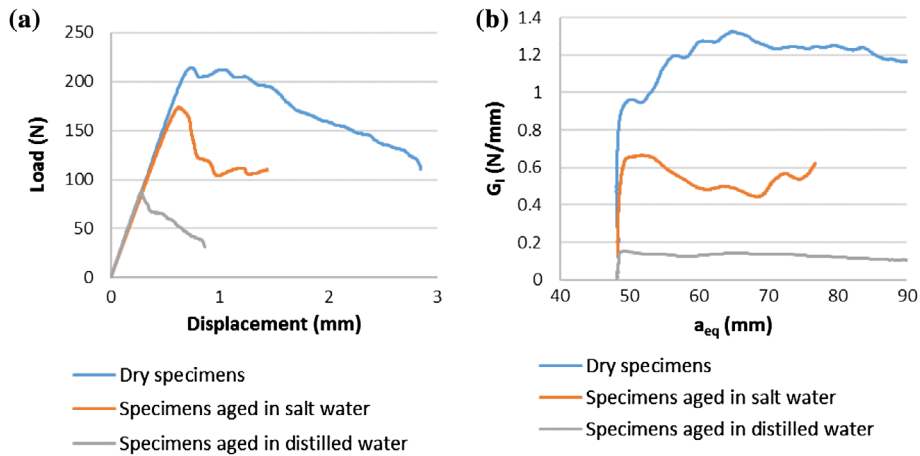 (a)
250
200
150
100
50
0
Load (N)
0 1 2 3
Displacement (mm)
Dry specimens
Specimens aged in salt water
Specimens aged in distilled water
(b)
1.4
1.2
1
0.8
0.6
0.4
0.2
0
G_I (N/mm)
40 50 60 70 80 90
a_eq (mm)
Dry specimens
Specimens aged in salt water
Specimens aged in distilled water